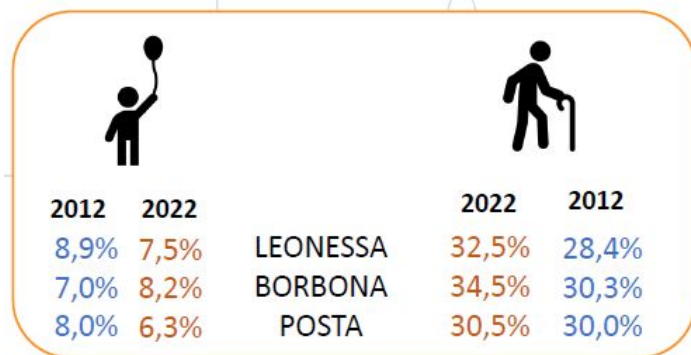 2012 2022 2022 2012
8,9% 7,5% LEONESSA 32,5% 28,4%
7,0% 8,2% BORBONA 34,5% 30,3%
8,0% 6,3% POSTA 30,5% 30,0%